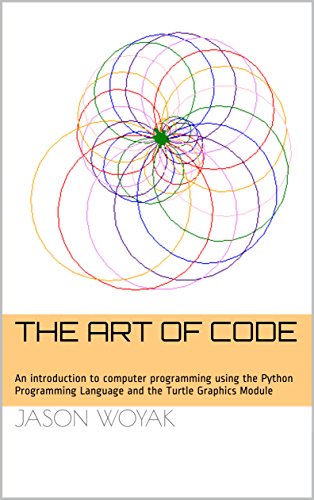 THE ART OF CODE
An introduction to computer programming using the Python
Programming Language and the Turtle Graphics Module
JASON WOYAK